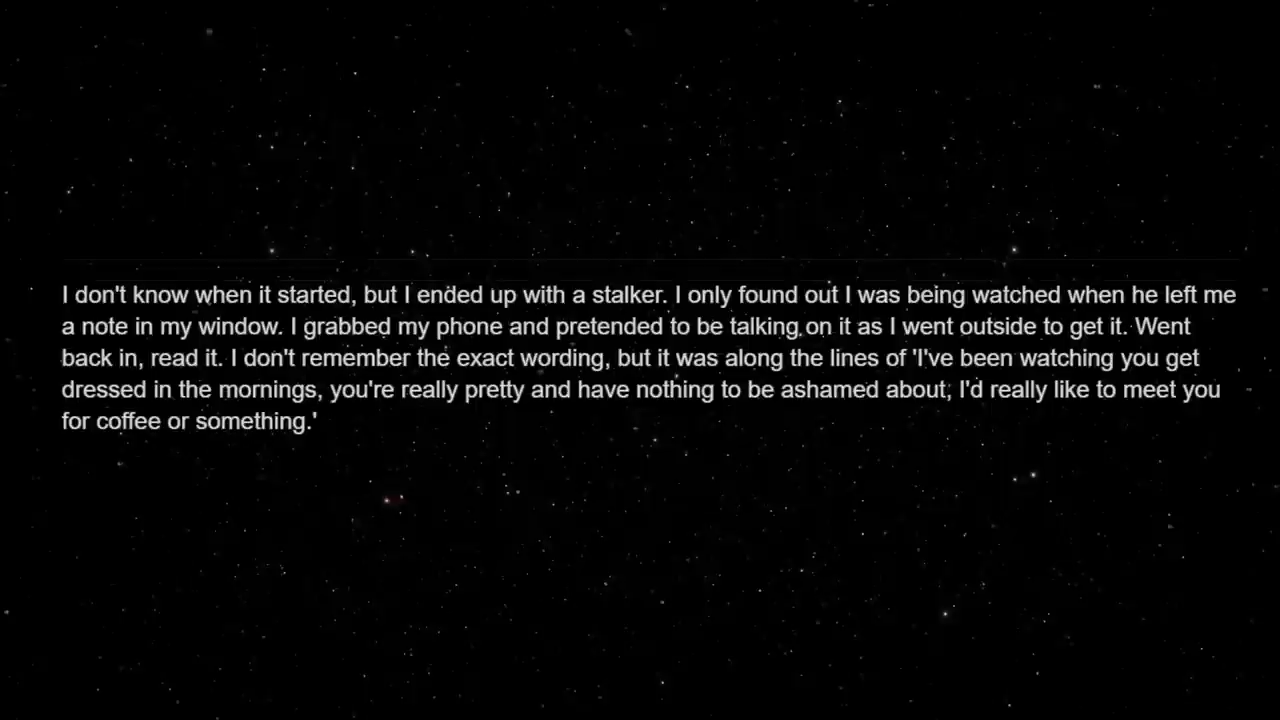 I don't know when it started, but I ended up with a stalker. I only found out I was being watched when he left me
a note in my window. I grabbed my phone and pretended to be talking on it as I went outside to get it. Went
back in, read it. I don't remember the exact wording, but it was along the lines of 'I've been watching you get
dressed in the mornings, you're really pretty and have nothing to be ashamed about, I'd really like to meet you
for coffee or something.'